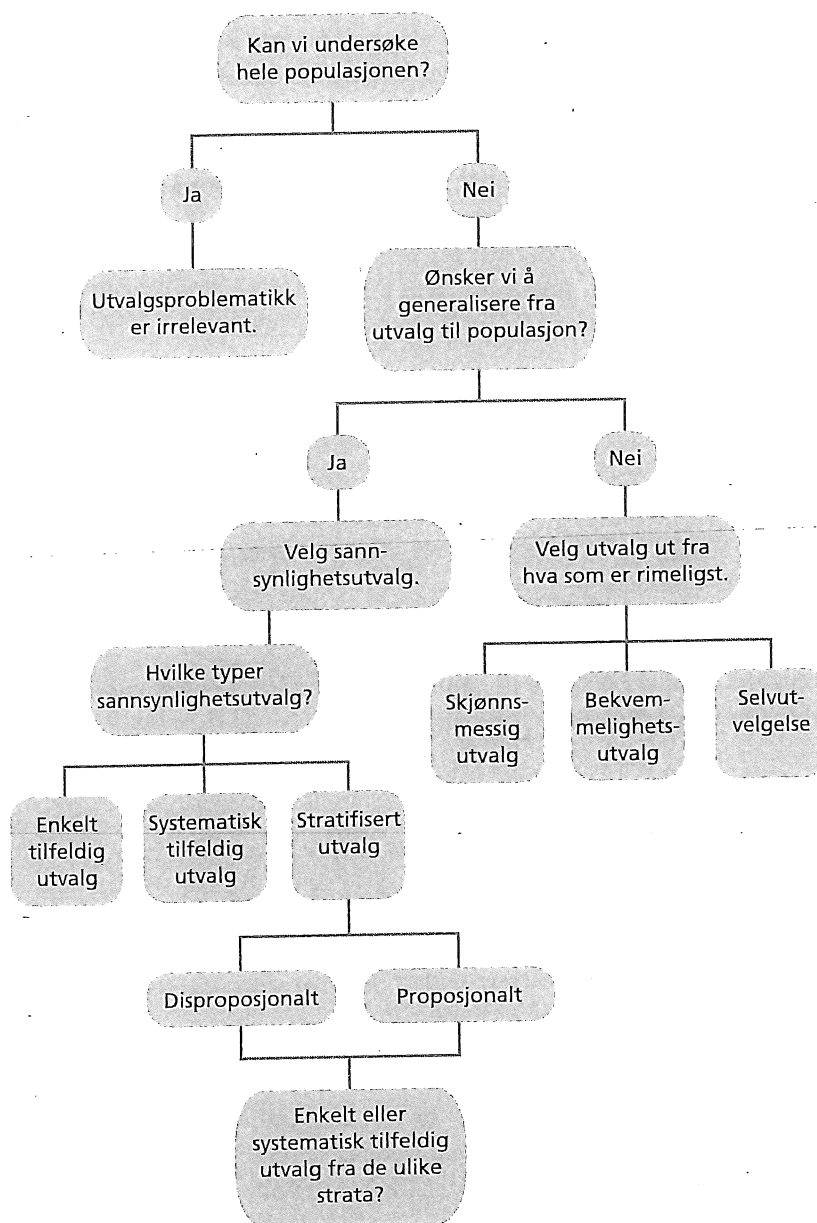 Kan vi undersøke
hele populasjonen?
Ja
Nei
Utvalgsproblematikk
er irrelevant.
Ønsker vi å
generalisere fra
utvalg til populasjon?
Ja
Nei
Velg sann-
synlighetsutvalg.
Velg utvalg ut fra
hva som er rimeligst.
Hvilke typer
sannsynlighetsutvalg?
Skjønns-
messig
utvalg
Bekvem-
melighets-
utvalg
Selvut-
velgelse
Enkelt
tilfeldig
utvalg
Systematisk
tilfeldig
utvalg
Stratifisert
utvalg
Disproposjonalt
Proposjonalt
Enkelt eller
systematisk tilfeldig
utvalg fra de ulike
strata?